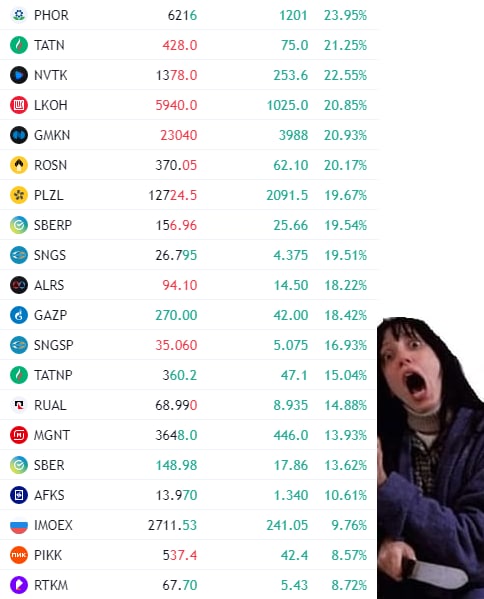 PHOR 6216 1201 23.95%
TATN 428.0 75.0 21.25%
NVTK 1378.0 253.6 22.55%
LKOH 5940.0 1025.0 20.85%
GMKN 23040 3988 20.93%
ROSN 370.05 62.10 20.17%
PLZL 12724.5 2091.5 19.67%
SBERP 156.96 25.66 19.54%
SNGS 26.795 4.375 19.51%
ALRS 94.10 14.50 18.22%
GAZP 270.00 42.00 18.42%
SNGSP 35.060 5.075 16.93%
TATNP 360.2 47.1 15.04%
RUAL 68.990 8.935 14.88%
MGNT 3648.0 446.0 13.93%
SBER 148.98 17.86 13.62%
AFKS 13.970 1.340 10.61%
IMOEX 2711.53 241.05 9.76%
ПИК PIKK 537.4 42.4 8.57%
RTKM 67.70 5.43 8.72%